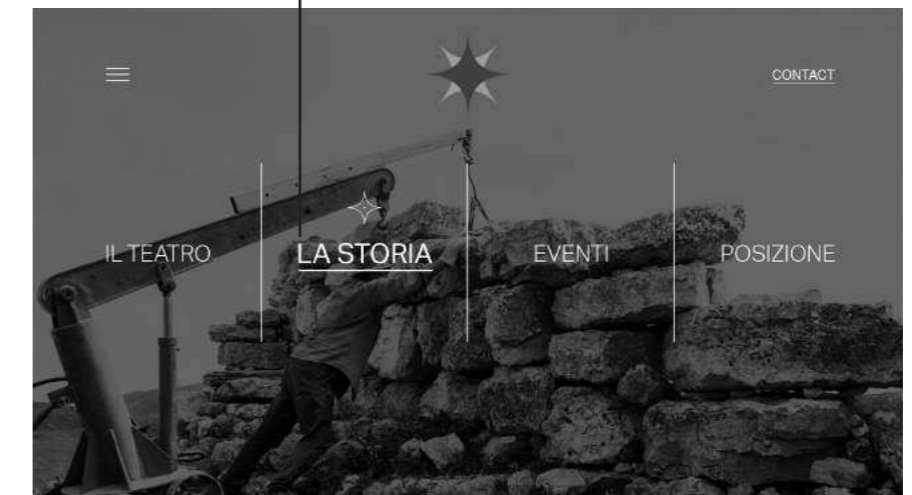 CONTACT
IL TEATRO
LA STORIA
EVENTI
POSIZIONE